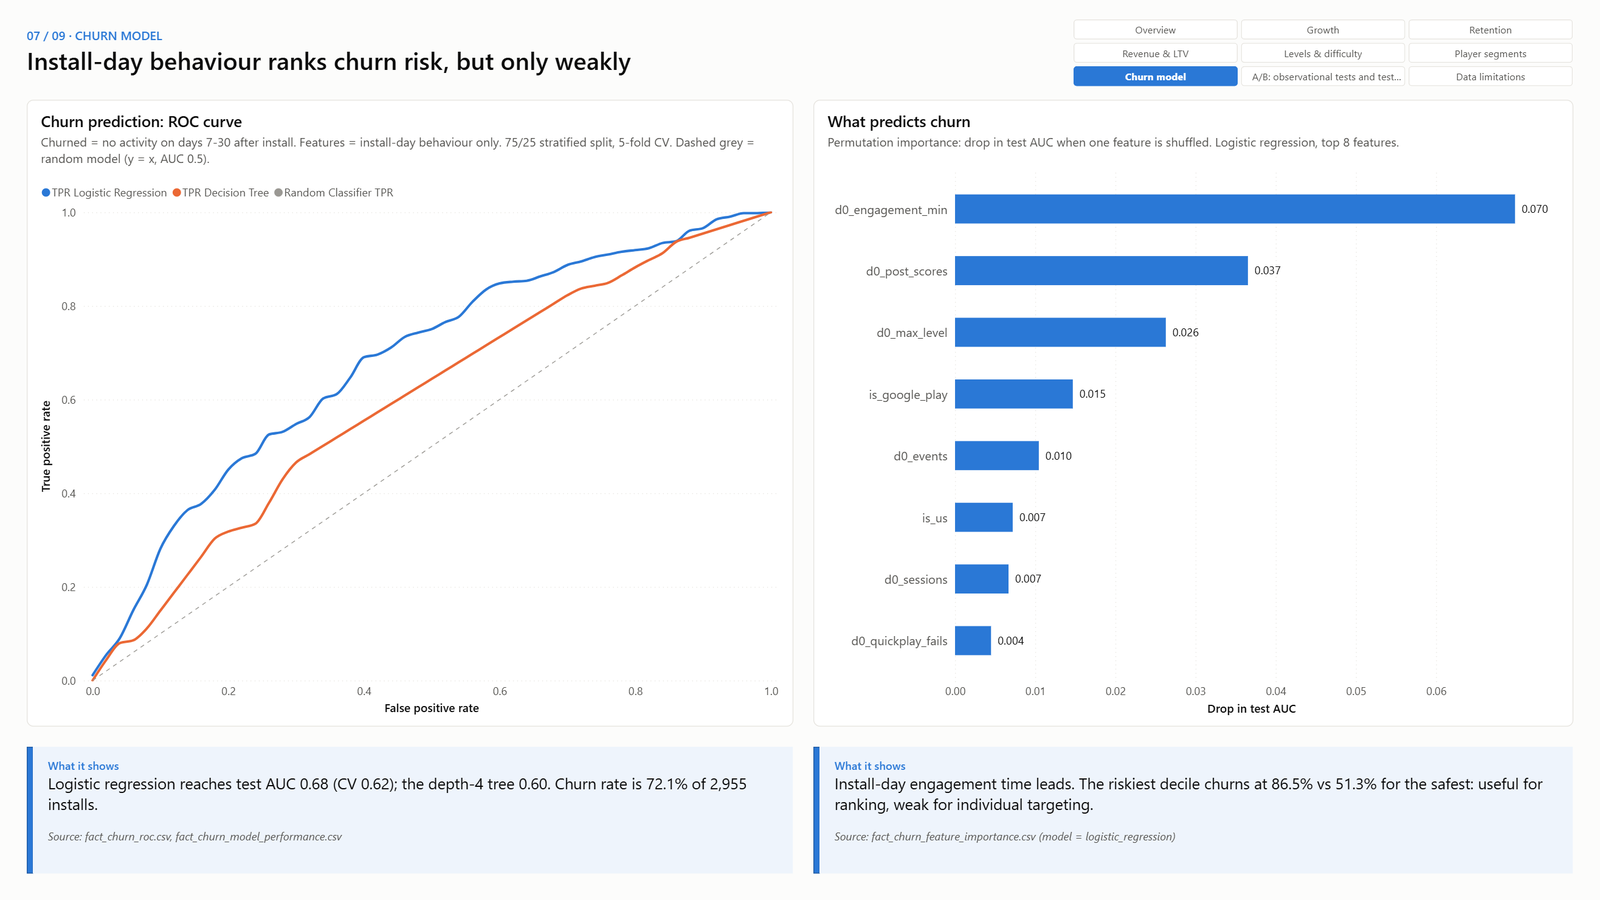 07 / 09 · CHURN MODEL
Install-day behaviour ranks churn risk, but only weakly
Overview
Growth
Retention
Revenue & LTV
Levels & difficulty
Player segments
Churn model
A/B: observational tests and test...
Data limitations
Churn prediction: ROC curve
Churned = no activity on days 7-30 after install. Features = install-day behaviour only. 75/25 stratified split, 5-fold CV. Dashed grey =
random model (y = x, AUC 0.5).
TPR Logistic Regression TPR Decision Tree Random Classifier TPR
1.0
0.8
0.6
0.4
0.2
0.0
True positive rate
0.0 0.2 0.4 0.6 0.8 1.0
False positive rate
What predicts churn
Permutation importance: drop in test AUC when one feature is shuffled. Logistic regression, top 8 features.
d0_engagement_min 0.070
d0_post_scores 0.037
d0_max_level 0.026
is_google_play 0.015
d0_events 0.010
is_us 0.007
d0_sessions 0.007
d0_quickplay_fails 0.004
0.00 0.01 0.02 0.03 0.04 0.05 0.06
Drop in test AUC
What it shows
Logistic regression reaches test AUC 0.68 (CV 0.62); the depth-4 tree 0.60. Churn rate is 72.1% of 2,955
installs.
Source: fact_churn_roc.csv, fact_churn_model_performance.csv
What it shows
Install-day engagement time leads. The riskiest decile churns at 86.5% vs 51.3% for the safest: useful for
ranking, weak for individual targeting.
Source: fact_churn_feature_importance.csv (model = logistic_regression)